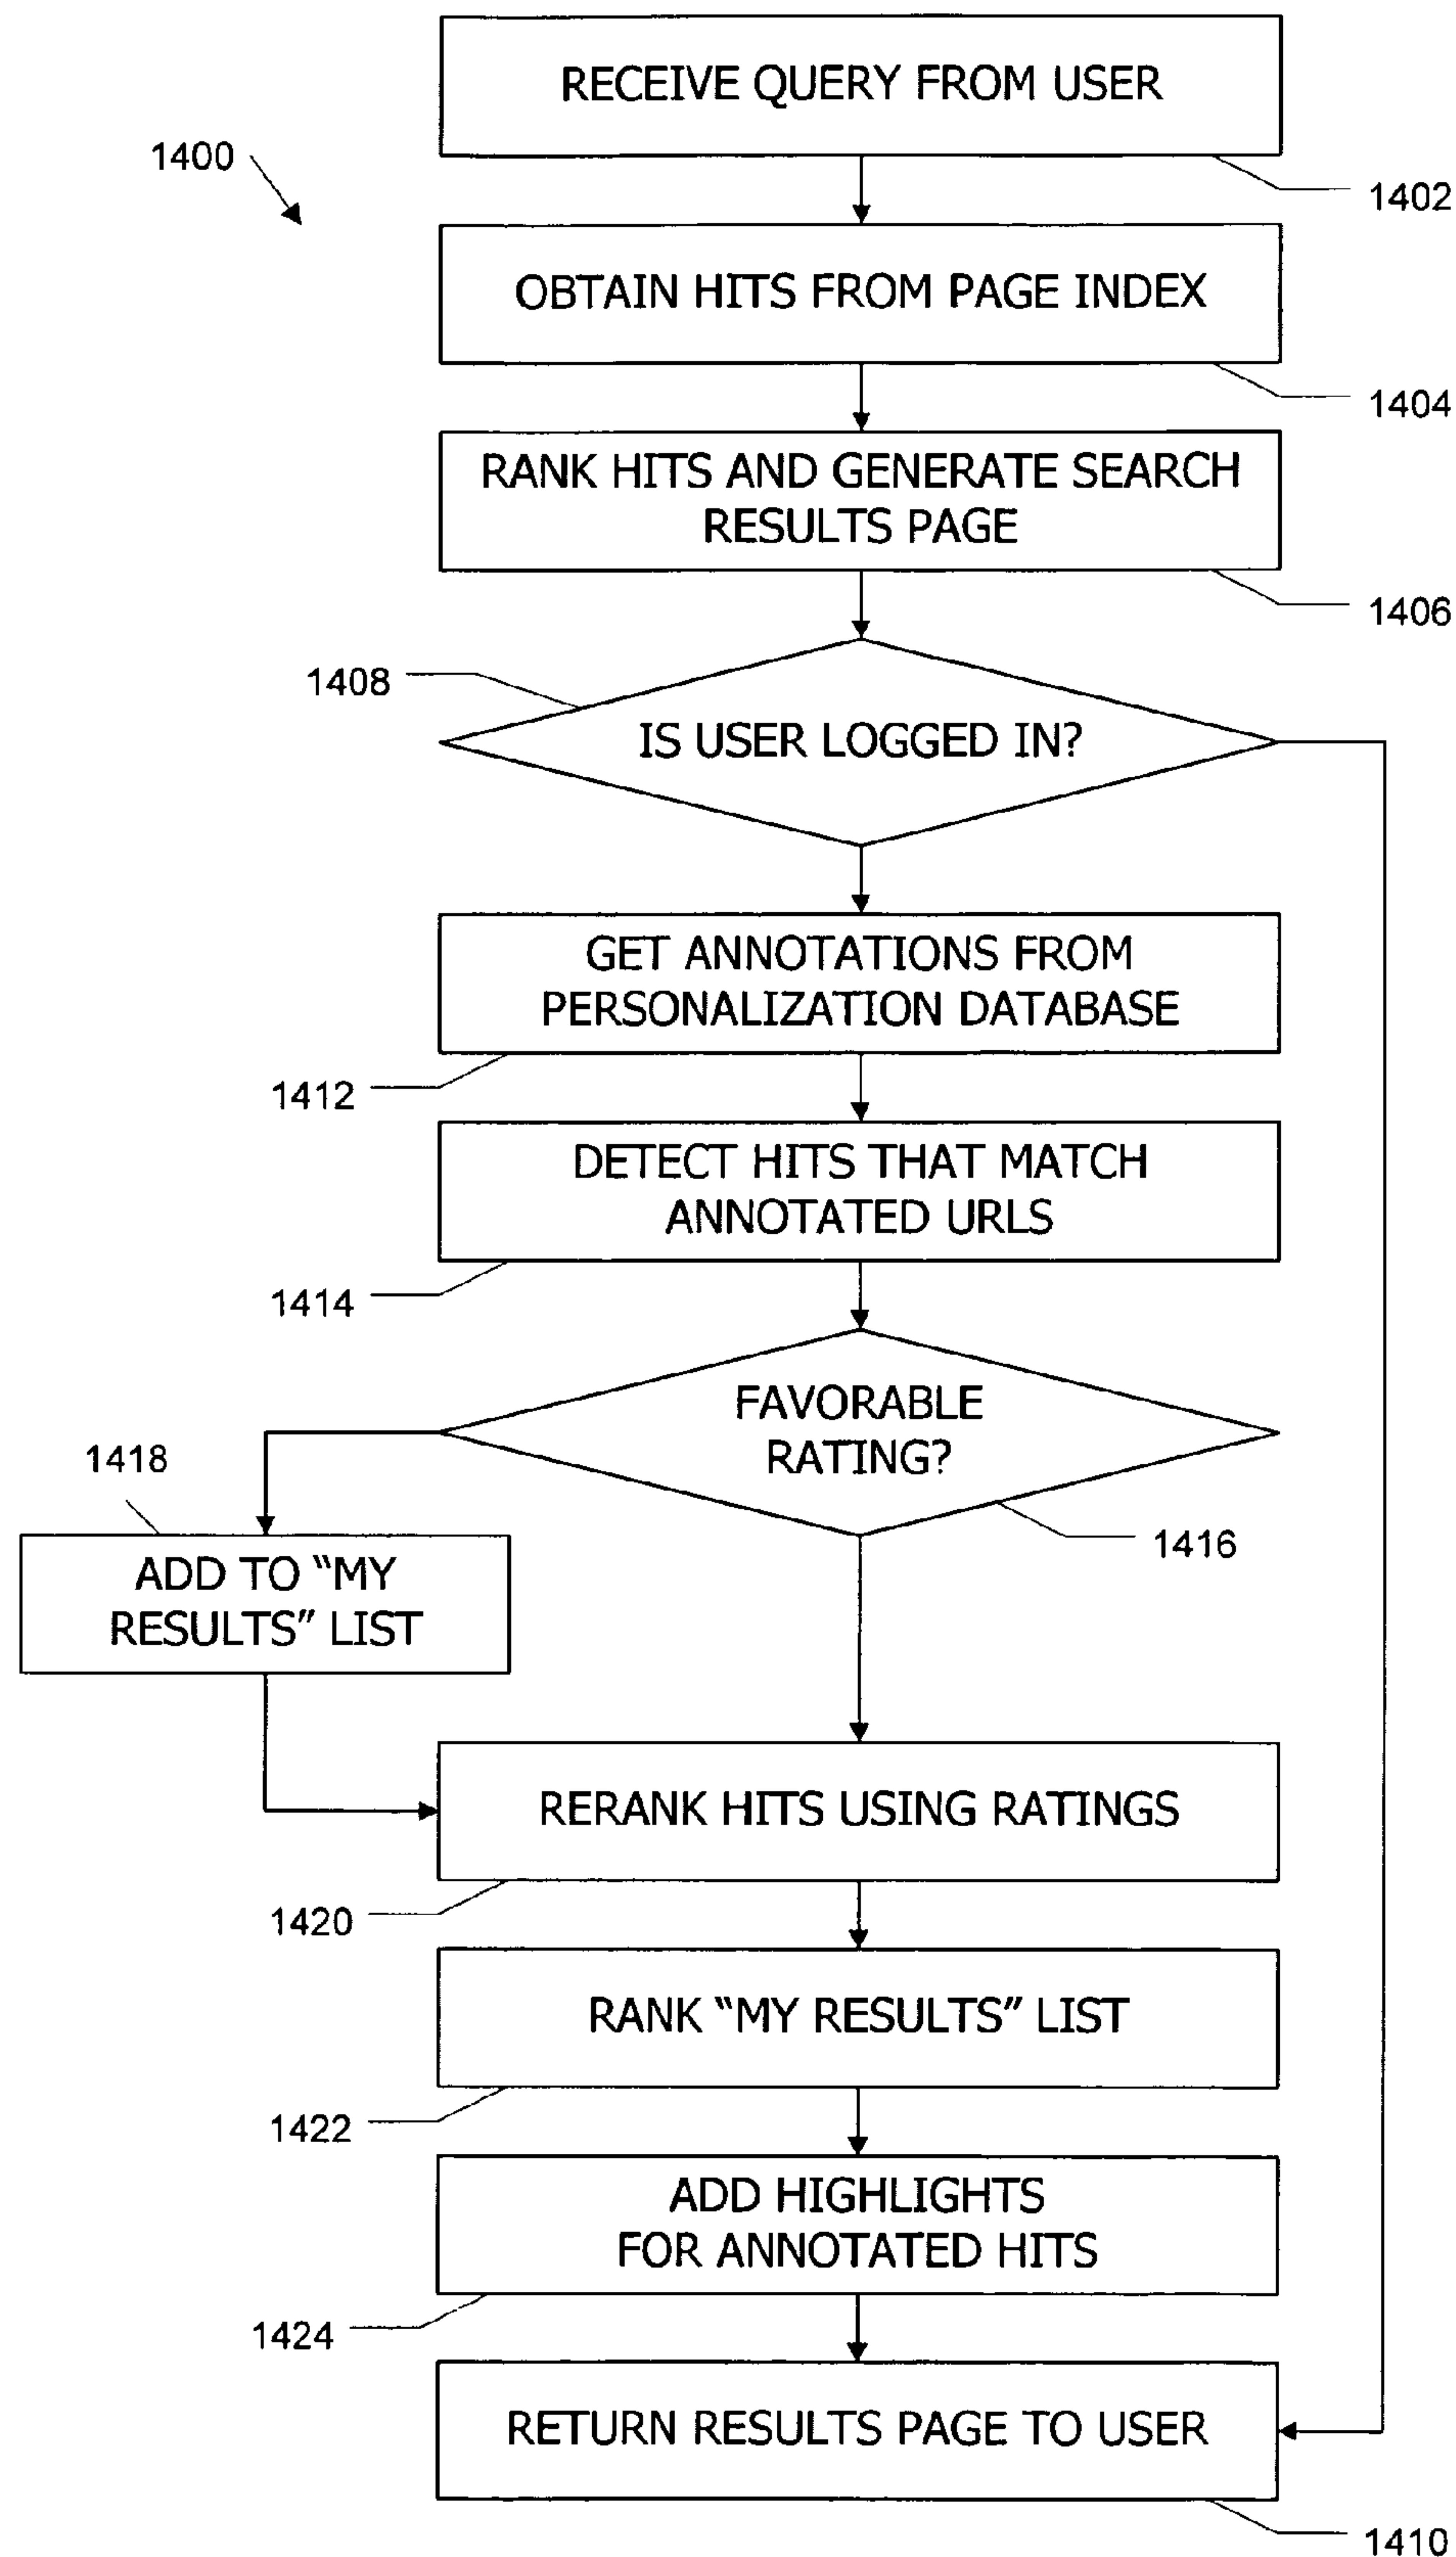 RECEIVE QUERY FROM USER
1400
1402
OBTAIN HITS FROM PAGE INDEX
1404
RANK HITS AND GENERATE SEARCH
RESULTS PAGE
1406
1408
IS USER LOGGED IN?
GET ANNOTATIONS FROM
PERSONALIZATION DATABASE
1412
DETECT HITS THAT MATCH
ANNOTATED URLS
1414
FAVORABLE
RATING?
1416
1418
ADD TO “MY
RESULTS” LIST
RERANK HITS USING RATINGS
1420
RANK “MY RESULTS” LIST
1422
ADD HIGHLIGHTS
FOR ANNOTATED HITS
1424
RETURN RESULTS PAGE TO USER
1410